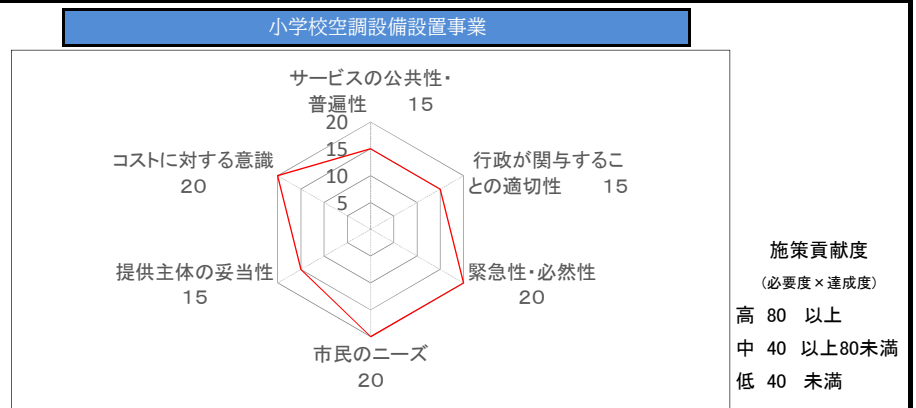 小学校空調設備設置事業
サービスの公共性・
普遍性 15
20
15
10
5
コストに対する意識
20
行政が関与するこ
との適切性 15
提供主体の妥当性
15
緊急性・必然性
20
市民のニーズ
20
施策貢献度
(必要度×達成度)
高 80 以上
中 40 以上80未満
低 40 未満